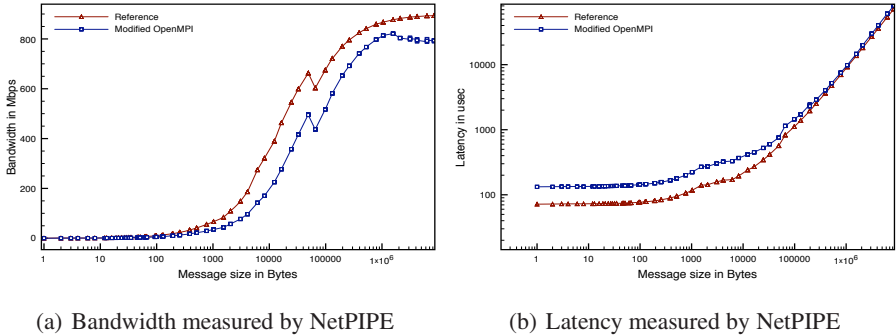 Reference
Modified OpenMPI
800
600
400
200
0
Bandwidth in Mbps
1
10
100
1000
10000
100000
1×10⁶
Message size in Bytes
(a) Bandwidth measured by NetPIPE
Reference
Modified OpenMPI
10000
1000
100
Latency in usec
1
10
100
1000
10000
100000
1×10⁶
Message size in Bytes
(b) Latency measured by NetPIPE